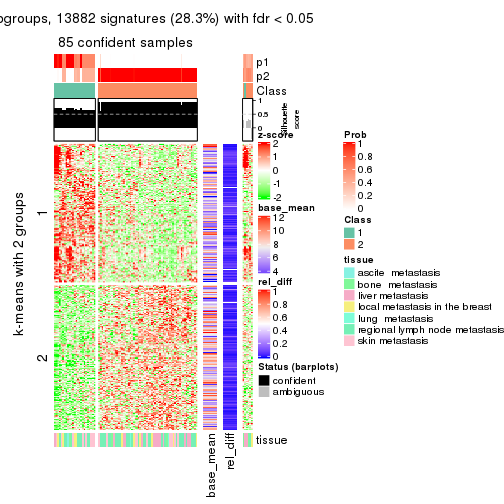 ogroups, 13882 signatures (28.3%) with fdr < 0.05
85 confident samples
p1
p2
Class
1
0.5
0
Silhouette
score
k-means with 2 groups
1
2
base_mean
rel_diff
tissue
z-score
2
1
0
-1
-2
base_mean
12
10
8
6
4
rel_diff
1
0.8
0.6
0.4
0.2
0
Status (barplots)
confident
ambiguous
Prob
1
0.8
0.6
0.4
0.2
0
Class
1
2
tissue
ascite metastasis
bone metastasis
liver metastasis
local metastasis in the breast
lung metastasis
regional lymph node metastasis
skin metastasis